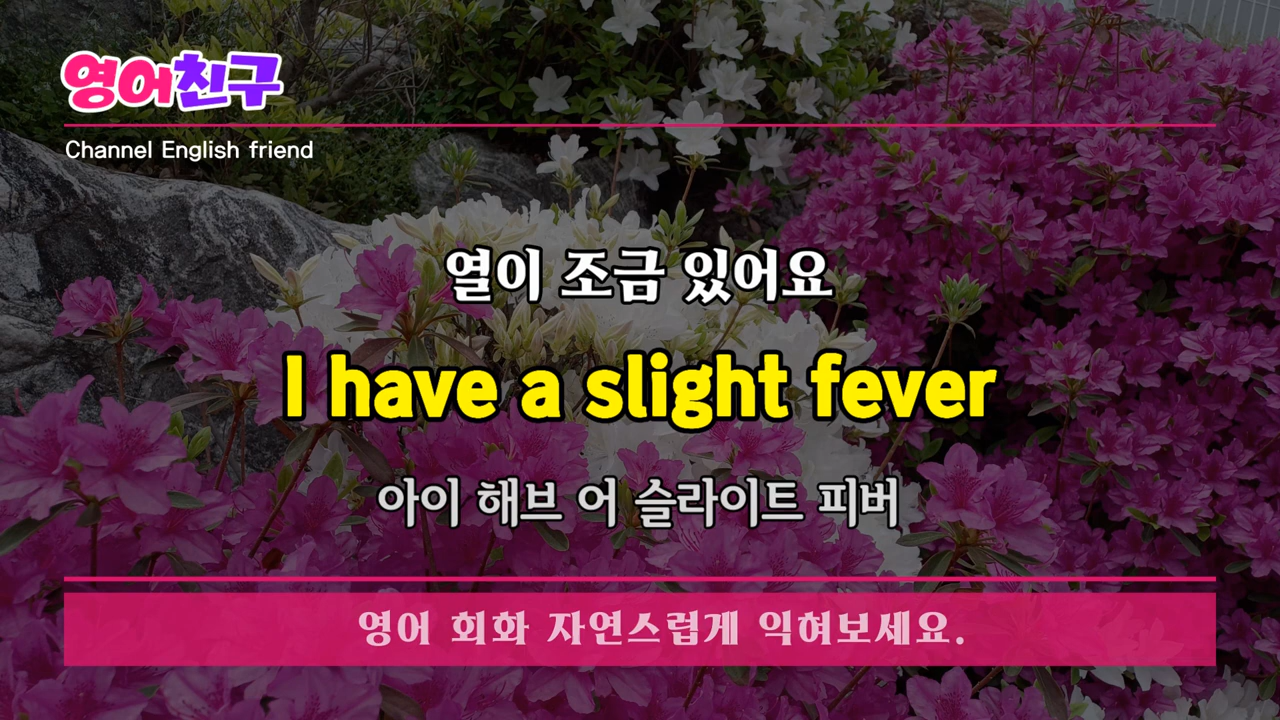 영어친구
Channel English friend
열이 조금 있어요
I have a slight fever
아이 해브 어 슬라이트 피버
영어 회화 자연스럽게 익혀보세요.